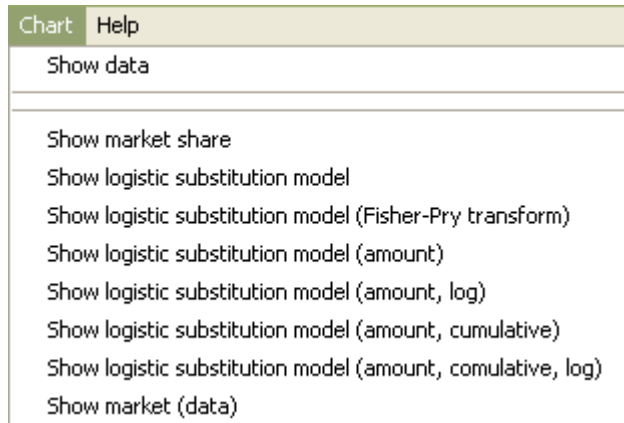 Chart Help
Show data
Show market share
Show logistic substitution model
Show logistic substitution model (Fisher-Pry transform)
Show logistic substitution model (amount)
Show logistic substitution model (amount, log)
Show logistic substitution model (amount, cumulative)
Show logistic substitution model (amount, comulative, log)
Show market (data)